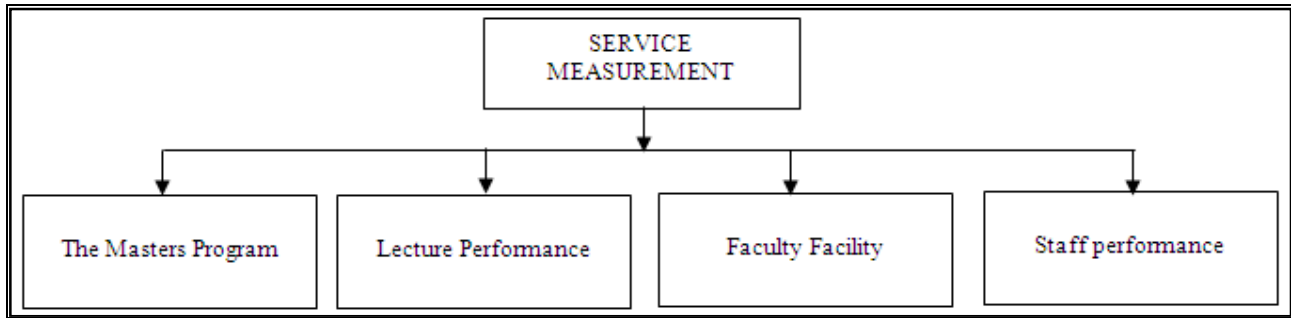 SERVICE
MEASUREMENT
The Masters Program
Lecture Performance
Faculty Facility
Staff performance